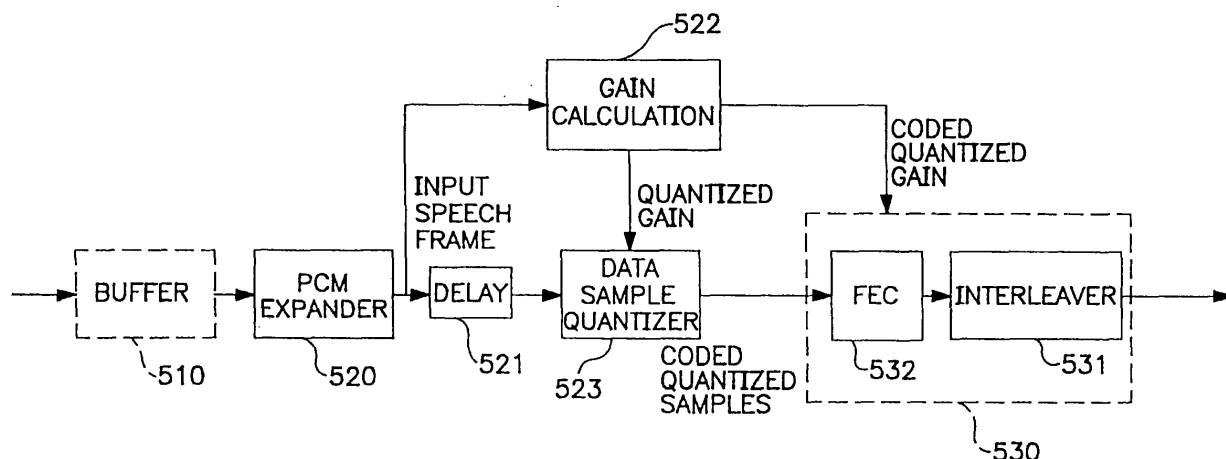 522
GAIN
CALCULATION
CODED
QUANTIZED
GAIN
INPUT
SPEECH
FRAME
QUANTIZED
GAIN
BUFFER
PCM
EXPANDER
DELAY
DATA
SAMPLE
QUANTIZER
FEC
INTERLEAVER
510
520
521
523
CODED
QUANTIZED
SAMPLES
532
531
530